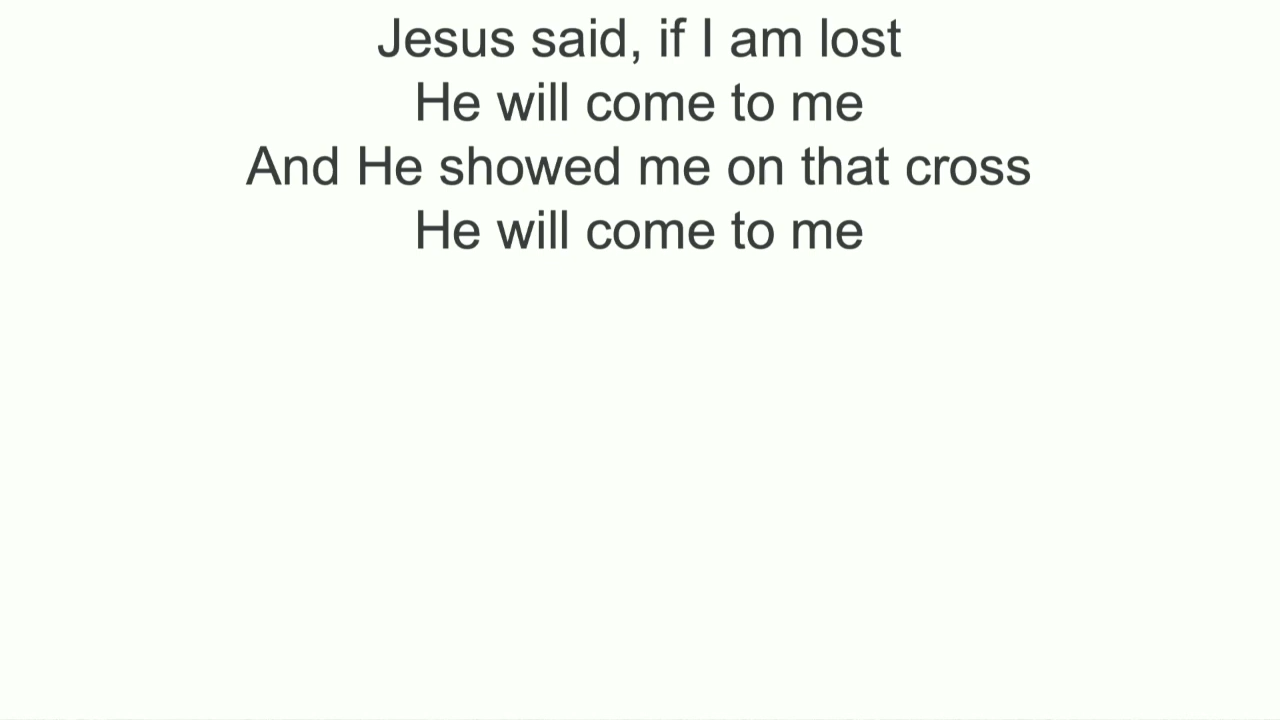 Jesus said, if I am lost
He will come to me
And He showed me on that cross
He will come to me